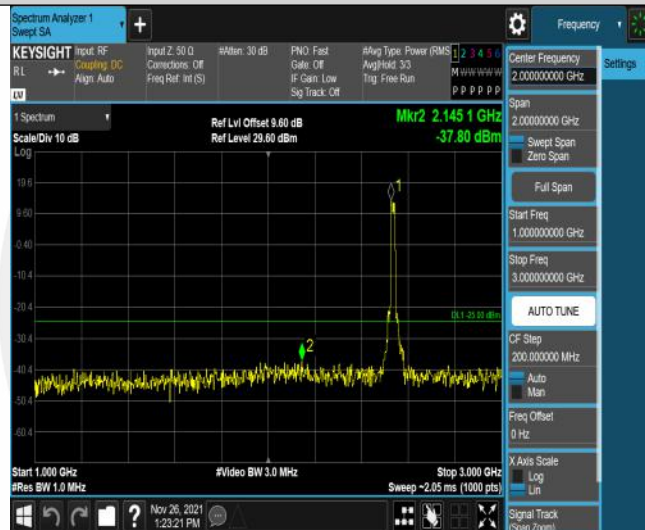 Spectrum Analyzer 1
Swept SA
+
Frequency
KEYSIGHT
RL
Input: RF
Coupling: DC
Align: Auto
Input Z: 50 Ω
Corrections: Off
Freq Ref: Int (S)
#Atten: 30 dB
PNO: Fast
Gate: Off
IF Gain: Low
Sig Track: Off
#Avg Type: Power (RMS
Avg|Hold: 3/3
Trig: Free Run
1 2 3 4 5 6
M W W W W W
P P P P P P
LXI
1 Spectrum
Scale/Div 10 dB
Log
Ref Lvl Offset 9.60 dB
Ref Level 29.60 dBm
Mkr2 2.145 1 GHz
-37.80 dBm
19.6
9.60
-0.40
-10.4
-20.4
-30.4
-40.4
-50.4
-60.4
1
2
DL1 -25.00 dBm
Start 1.000 GHz
#Res BW 1.0 MHz
#Video BW 3.0 MHz
Stop 3.000 GHz
Sweep ~2.05 ms (1000 pts)
?
Nov 26, 2021
1:23:21 PM
Center Frequency
2.000000000 GHz
Settings
Span
2.00000000 GHz
Swept Span
Zero Span
Full Span
Start Freq
1.000000000 GHz
Stop Freq
3.000000000 GHz
AUTO TUNE
CF Step
200.000000 MHz
Auto
Man
Freq Offset
0 Hz
X Axis Scale
Log
Lin
Signal Track
(Span Zoom)